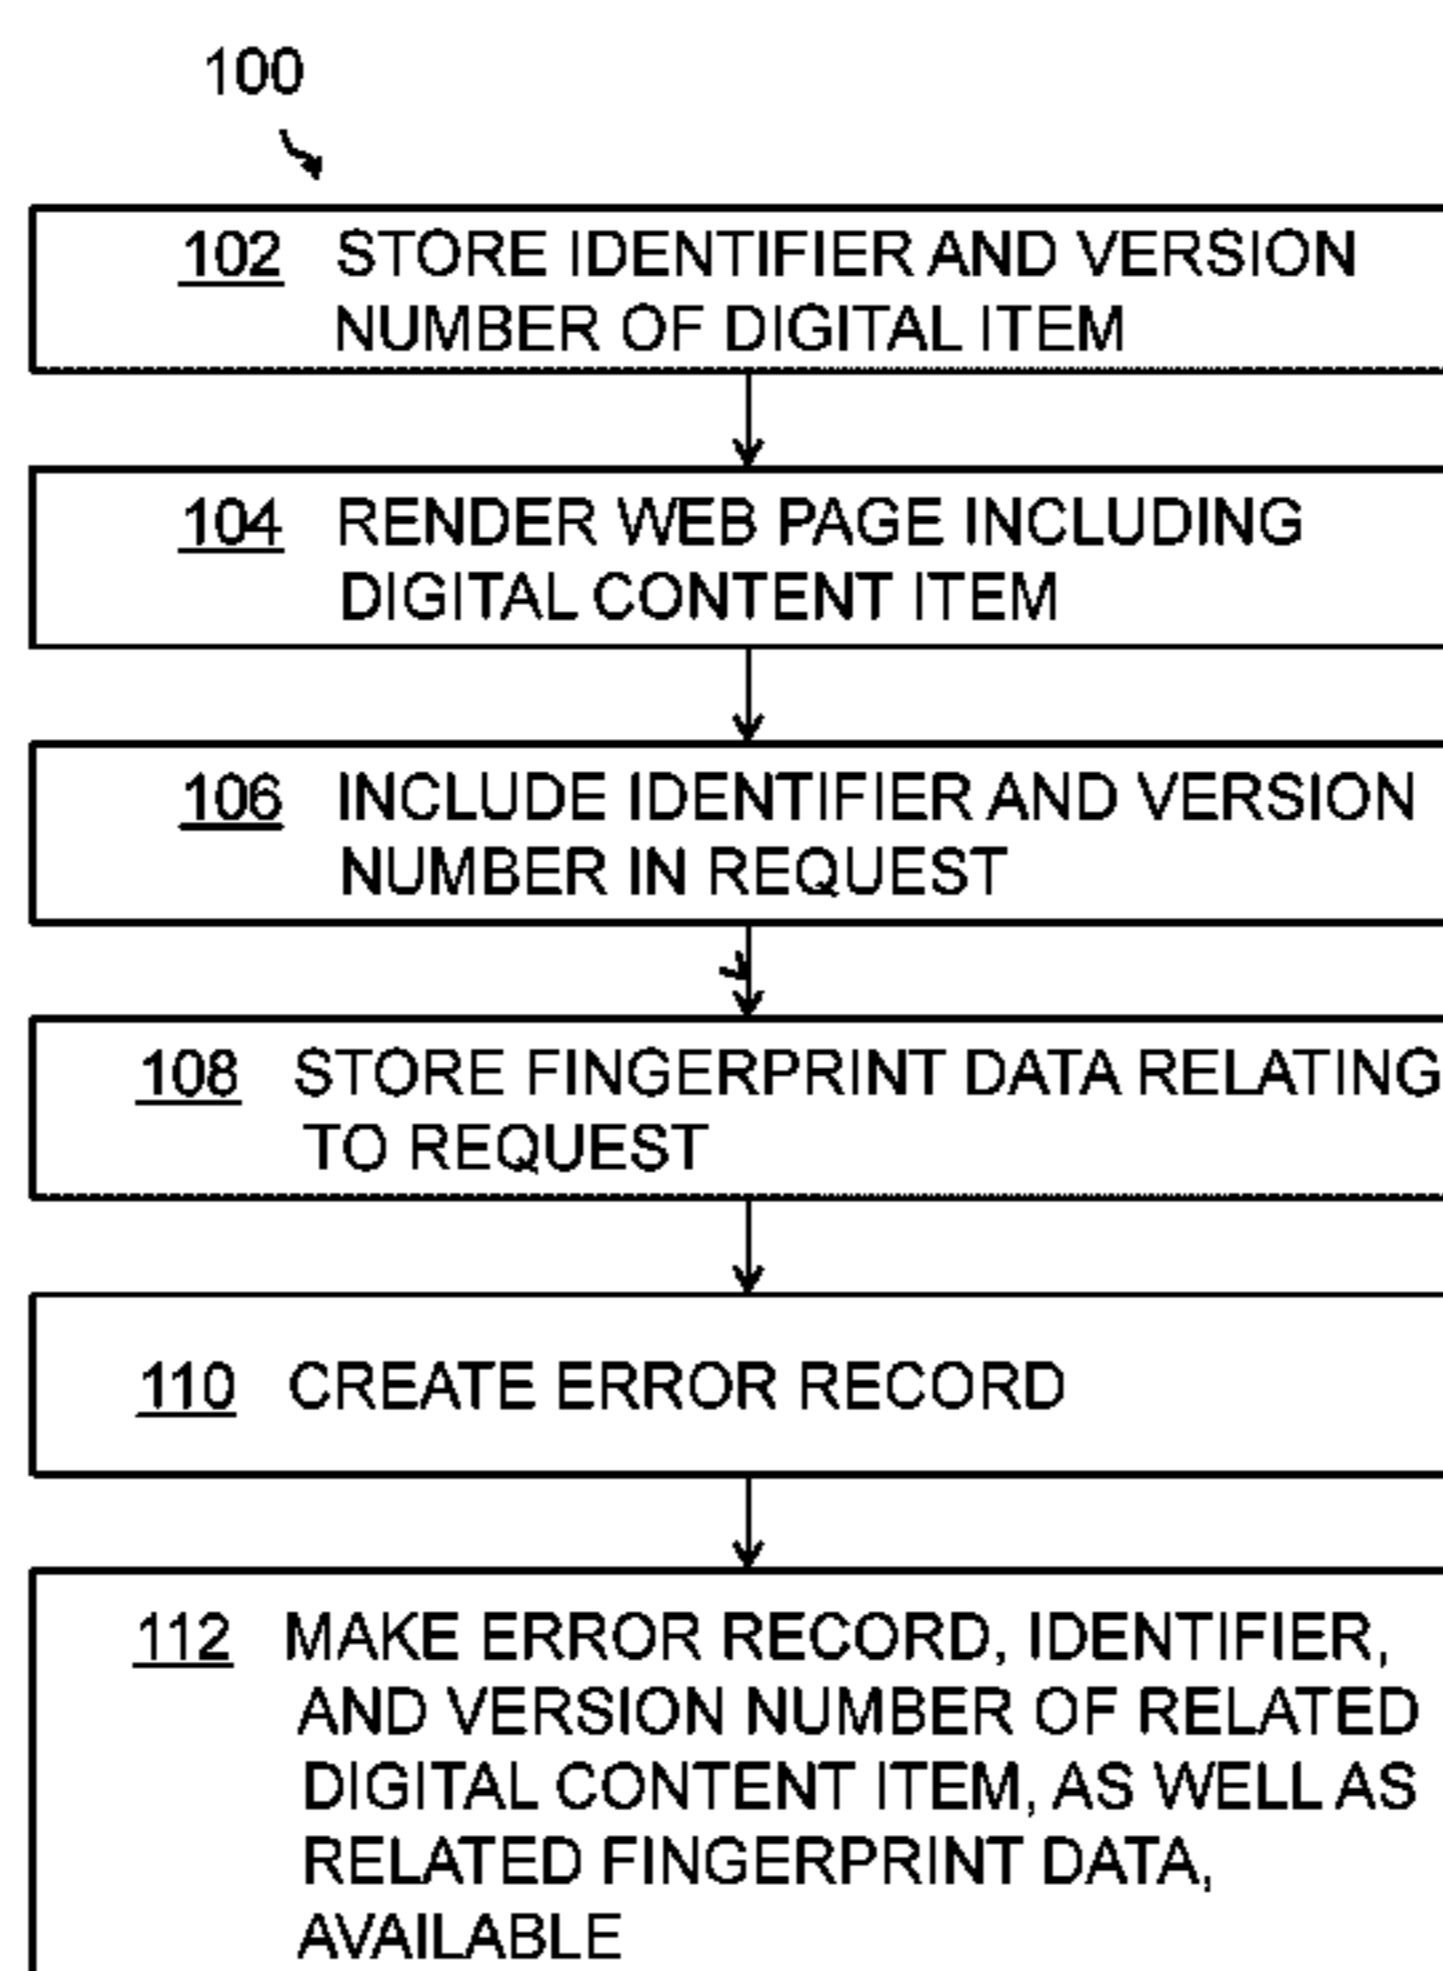 100
102 STORE IDENTIFIER AND VERSION
NUMBER OF DIGITAL ITEM
104 RENDER WEB PAGE INCLUDING
DIGITAL CONTENT ITEM
106 INCLUDE IDENTIFIER AND VERSION
NUMBER IN REQUEST
108 STORE FINGERPRINT DATA RELATING
TO REQUEST
110 CREATE ERROR RECORD
112 MAKE ERROR RECORD, IDENTIFIER,
AND VERSION NUMBER OF RELATED
DIGITAL CONTENT ITEM, AS WELL AS
RELATED FINGERPRINT DATA,
AVAILABLE